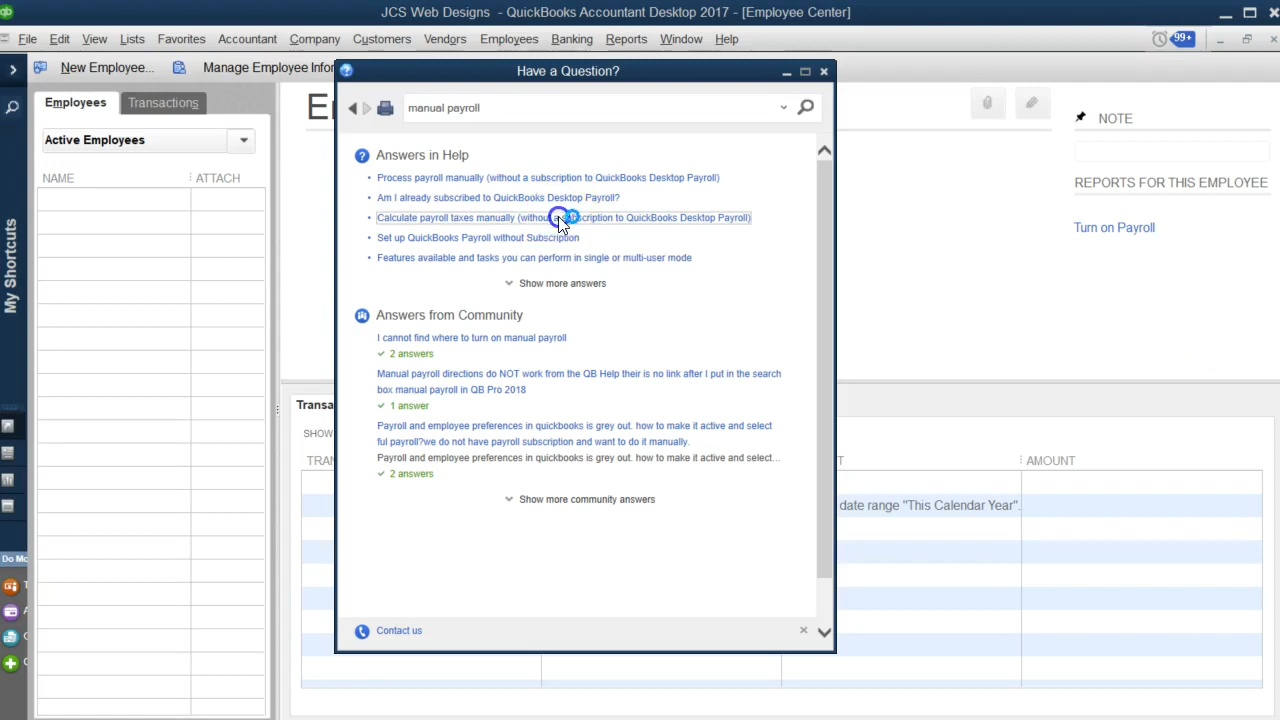 JCS Web Designs - QuickBooks Accountant Desktop 2017 - [Employee Center]
File Edit View Lists Favorites Accountant Company Customers Vendors Employees Banking Reports Window Help
99+
New Employee...
Manage Employee Infor
Have a Question?
Employees
Transactions
Active Employees
NAME
ATTACH
My Shortcuts
Do Mo
manual payroll
Answers in Help
Process payroll manually (without a subscription to QuickBooks Desktop Payroll)
Am I already subscribed to QuickBooks Desktop Payroll?
Calculate payroll taxes manually (without a subscription to QuickBooks Desktop Payroll)
Set up QuickBooks Payroll without Subscription
Features available and tasks you can perform in single or multi-user mode
Show more answers
Answers from Community
I cannot find where to turn on manual payroll
2 answers
Manual payroll directions do NOT work from the QB Help their is no link after I put in the search
box manual payroll in QB Pro 2018
1 answer
Payroll and employee preferences in quickbooks is grey out. how to make it active and select
ful payroll?we do not have payroll subscription and want to do it manually.
Payroll and employee preferences in quickbooks is grey out. how to make it active and select...
2 answers
Show more community answers
Contact us
NOTE
REPORTS FOR THIS EMPLOYEE
Turn on Payroll
Transa
SHOW
TRAN
T
AMOUNT
date range "This Calendar Year".